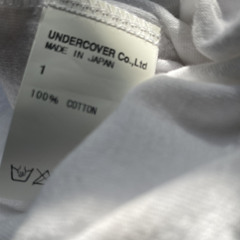 UNDERCOVER Co.,Ltd
MADE IN JAPAN
1
100% COTTON